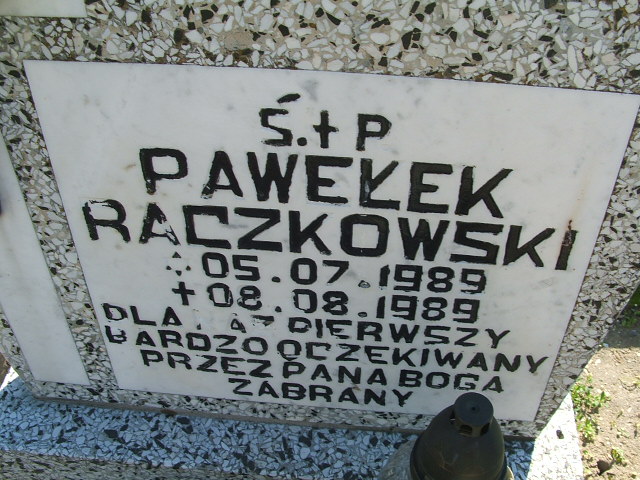 Ś.+P
PAWEŁEK
RACZKOWSKI
05.07.1989
+ 08.08.1989
DLA PIERWSZY
BARDZO OCZEKIWANY
PRZEZ PANA BOGA
ZABRANY